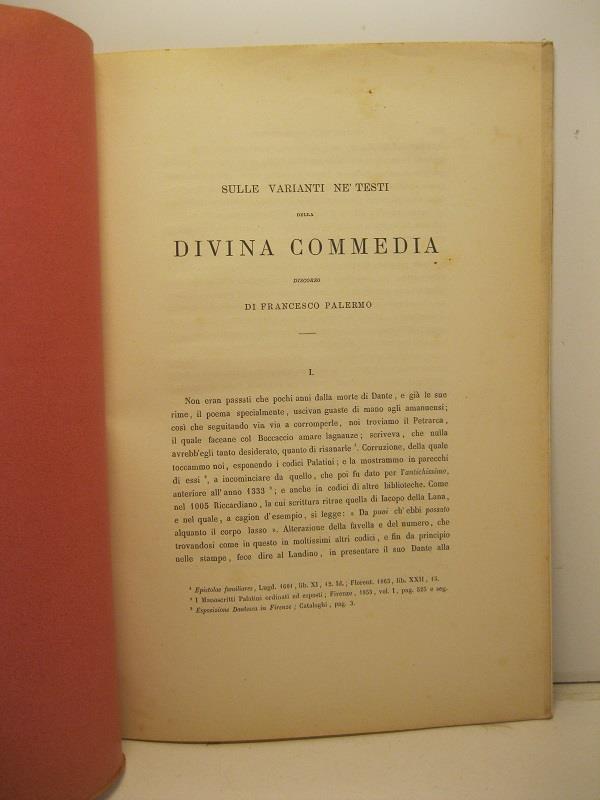 SULLE VARIANTI NE' TESTI
DELLA
DIVINA COMMEDIA
DISCORSO
DI FRANCESCO PALERMO
I.
Non eran passati che pochi anni dalla morte di Dante, e già le sue
rime, il poema specialmente, uscivan guaste di mano agli amanuensi;
così che seguitando via via a corromperle, noi troviamo il Petrarca,
il quale faceane col Boccaccio amare lagnanze; scriveva, che nulla
avrebb'egli tanto desiderato, quanto di risanarle ¹. Corruzione, della quale
toccammo noi, esponendo i codici Palatini; e la mostrammo in parecchi
di essi ², a incominciare da quello, che poi fu dato per l'antichissimo,
anteriore all'anno 1333 ³; e anche in codici di altre biblioteche. Come
nel 1005 Riccardiano, la cui scrittura ritrae quella di Iacopo della Lana,
e nel quale, a cagion d'esempio, si legge: « Da puoi ch'ebbi possato
alquanto il corpo lasso ». Alterazione della favella e del numero, che
trovandosi come in questo in moltissimi altri codici, e fin da principio
nelle stampe, fece dire al Landino, in presentare il suo Dante alla
¹ Epistolae familiares, Lugd. 1601, lib. XI, 12. Id.; Florent. 1863, lib. XXII, 15.
² I Manoscritti Palatini ordinati ed esposti; Firenze, 1853, vol. I, pag. 525 e seg.
³ Esposizione Dantesca in Firenze; Cataloghi, pag. 3.